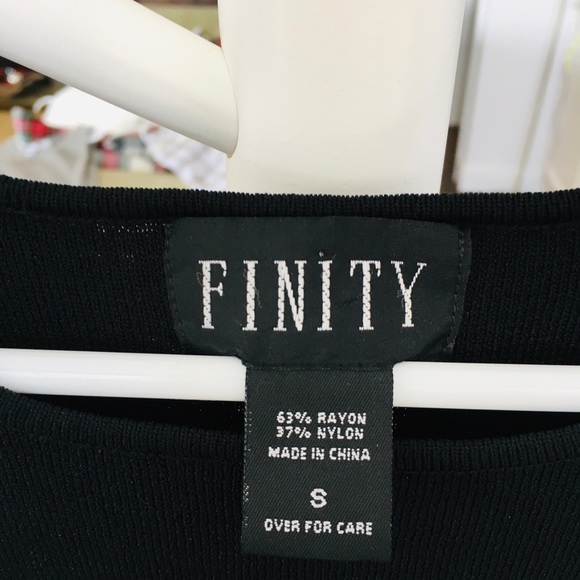 FINITY
63% RAYON
37% NYLON
MADE IN CHINA
S
OVER FOR CARE